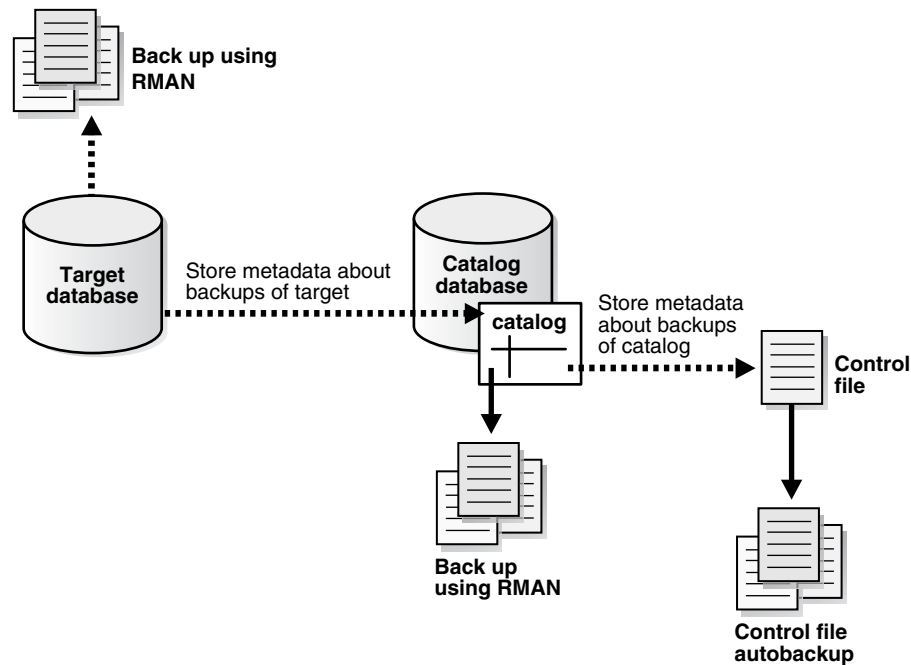 Back up using
RMAN
Target
database
Store metadata about
backups of target
Catalog
database
catalog
Store metadata
about backups
of catalog
Control
file
Back up
using RMAN
Control file
autobackup